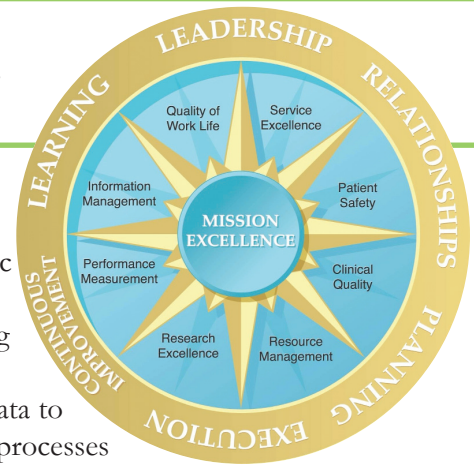 LEADERSHIP
RELATIONSHIPS
PLANNING
EXECUTION
CONTINUOUS
IMPROVEMENT
LEARNING
Quality of
Work Life
Service
Excellence
Information
Management
Patient
Safety
MISSION
EXCELLENCE
Performance
Measurement
Clinical
Quality
Research
Excellence
Resource
Management
ata to
processes